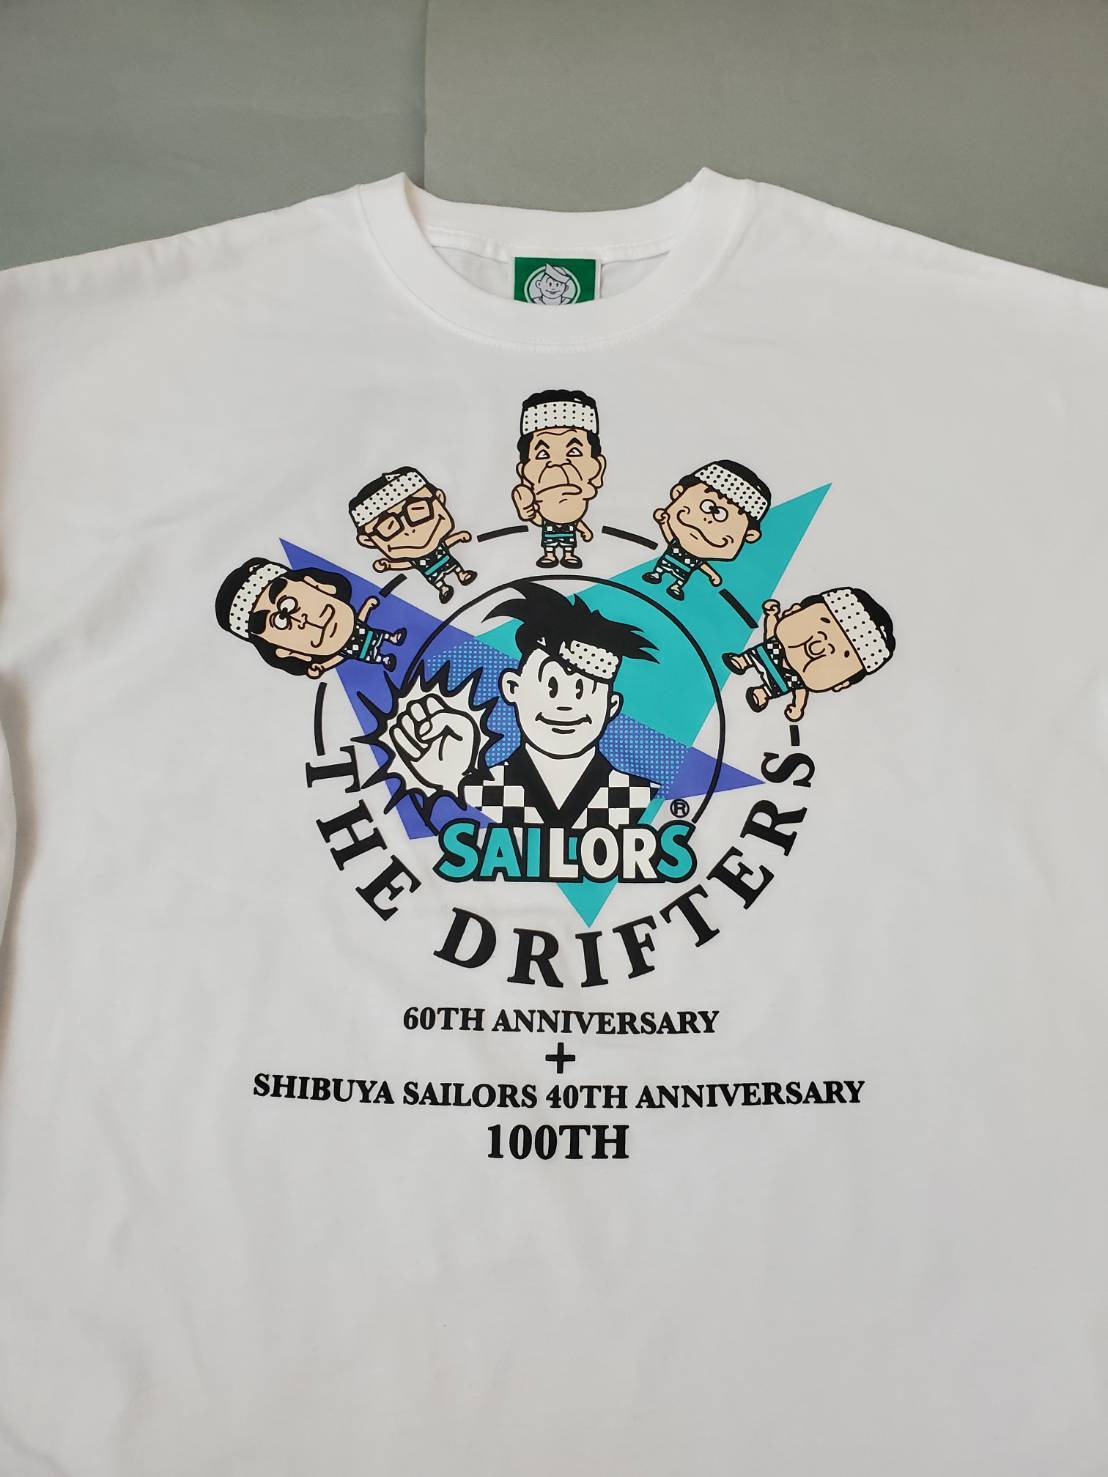 SAILORS®
THE DRIFTERS
60TH ANNIVERSARY
+
SHIBUYA SAILORS 40TH ANNIVERSARY
100TH